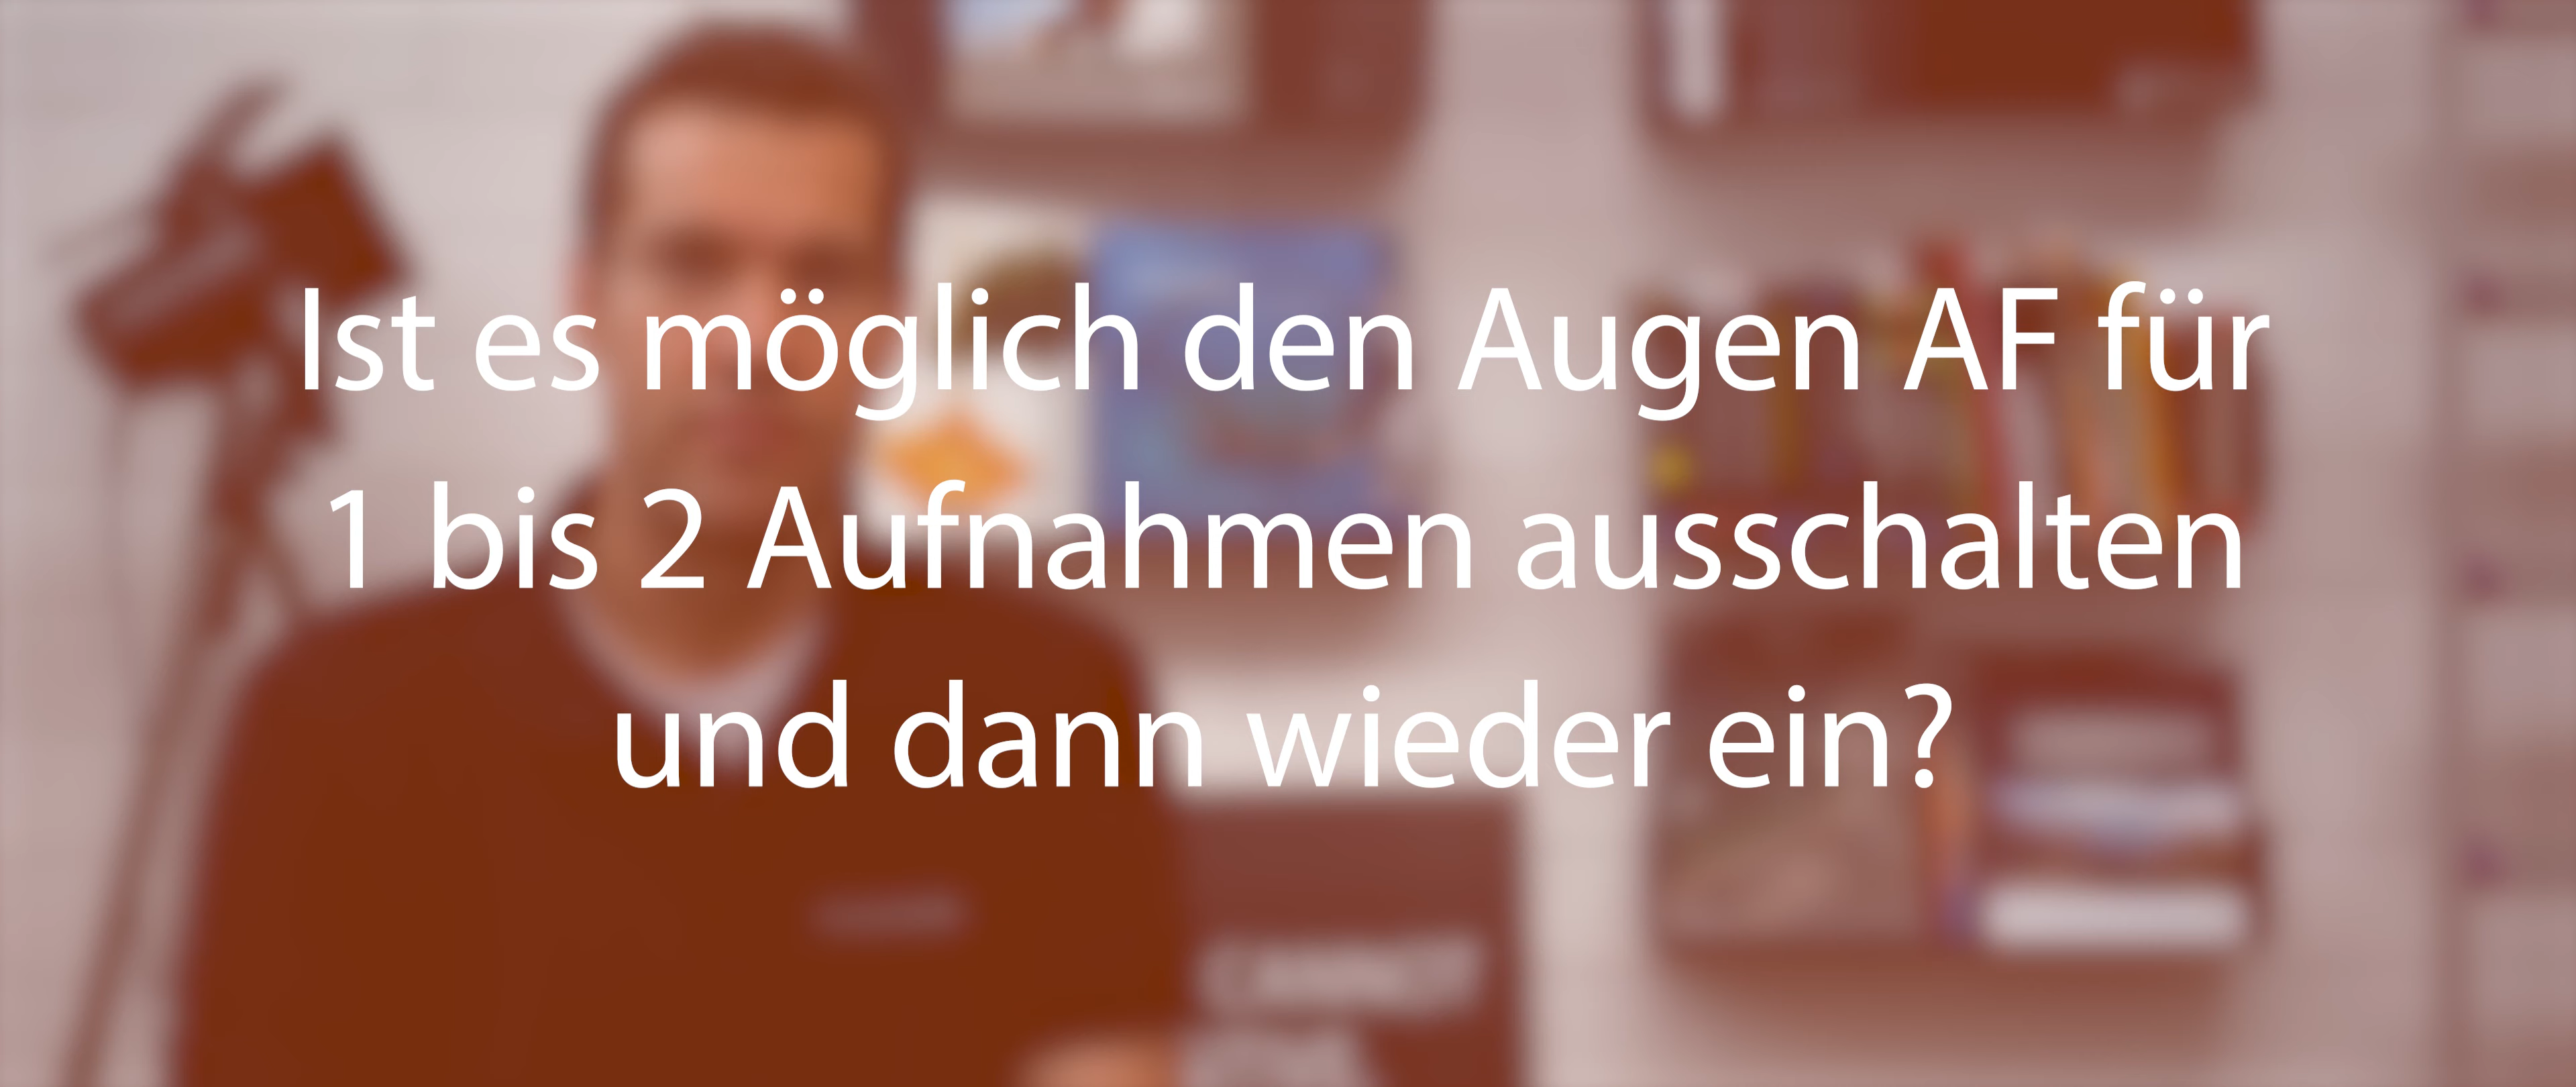 Ist es möglich den Augen AF für
1 bis 2 Aufnahmen ausschalten
und dann wieder ein?